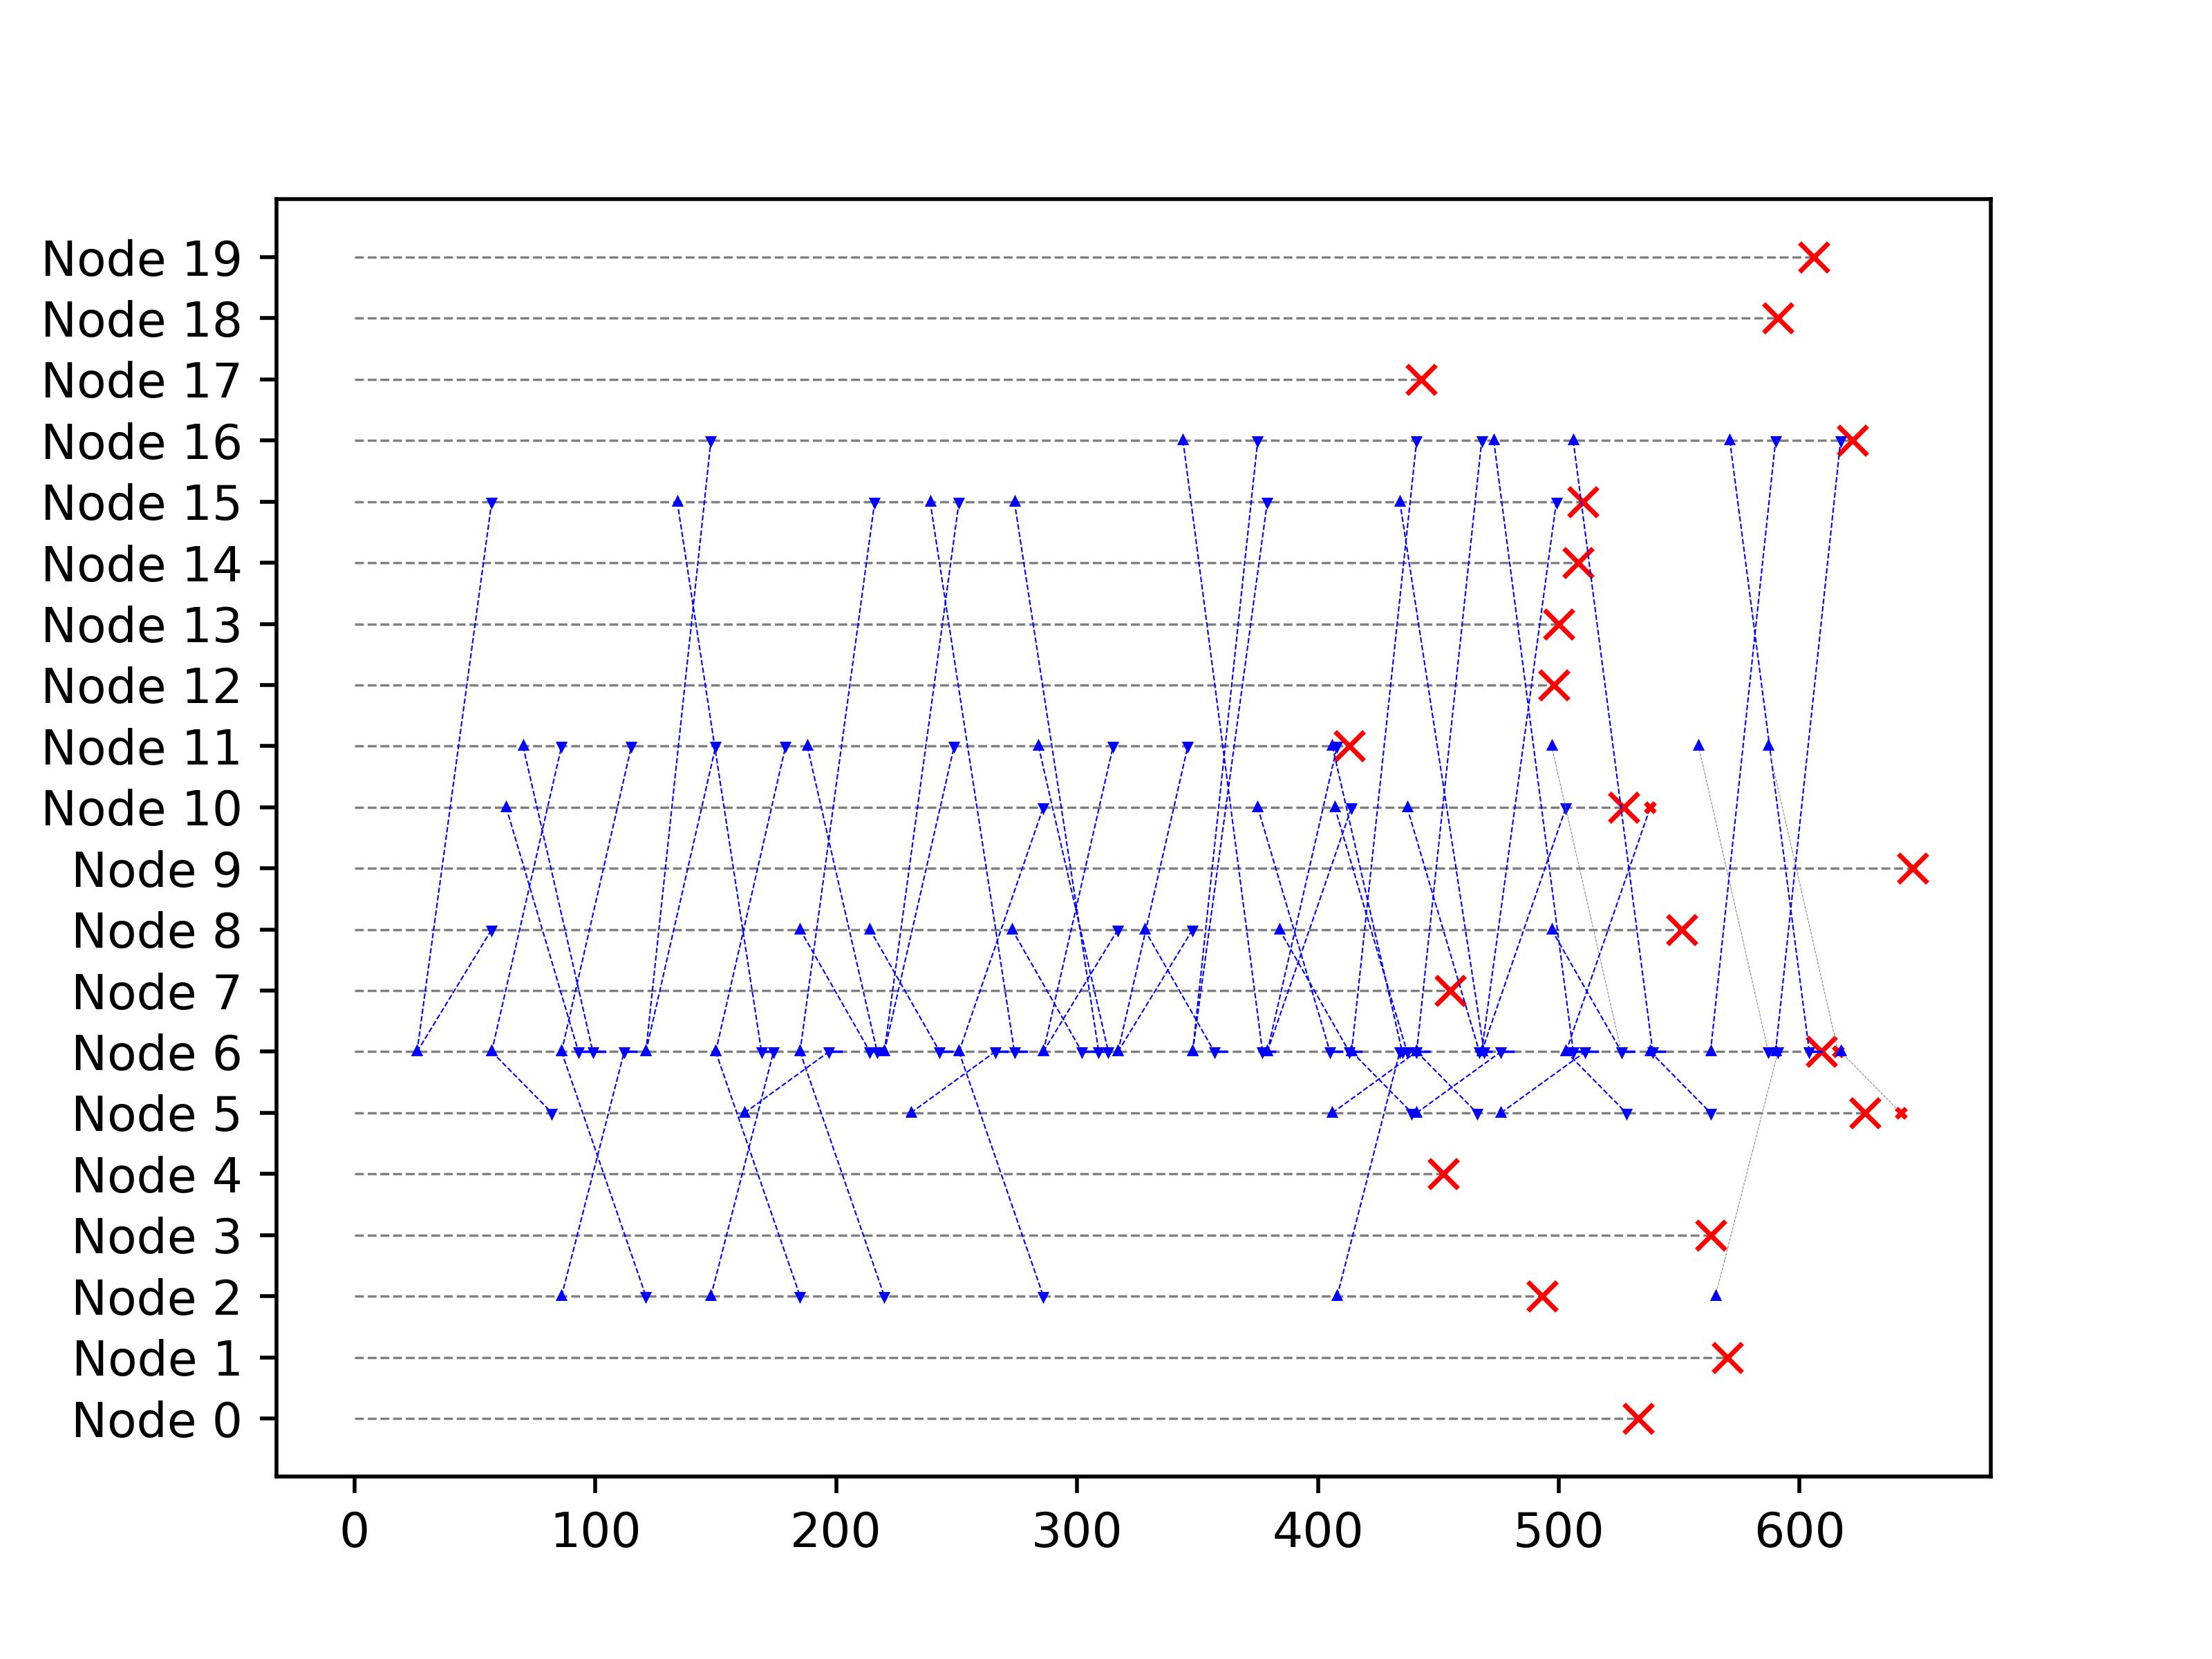 Node 19
Node 18
Node 17
Node 16
Node 15
Node 14
Node 13
Node 12
Node 11
Node 10
Node 9
Node 8
Node 7
Node 6
Node 5
Node 4
Node 3
Node 2
Node 1
Node 0
0 100 200 300 400 500 600